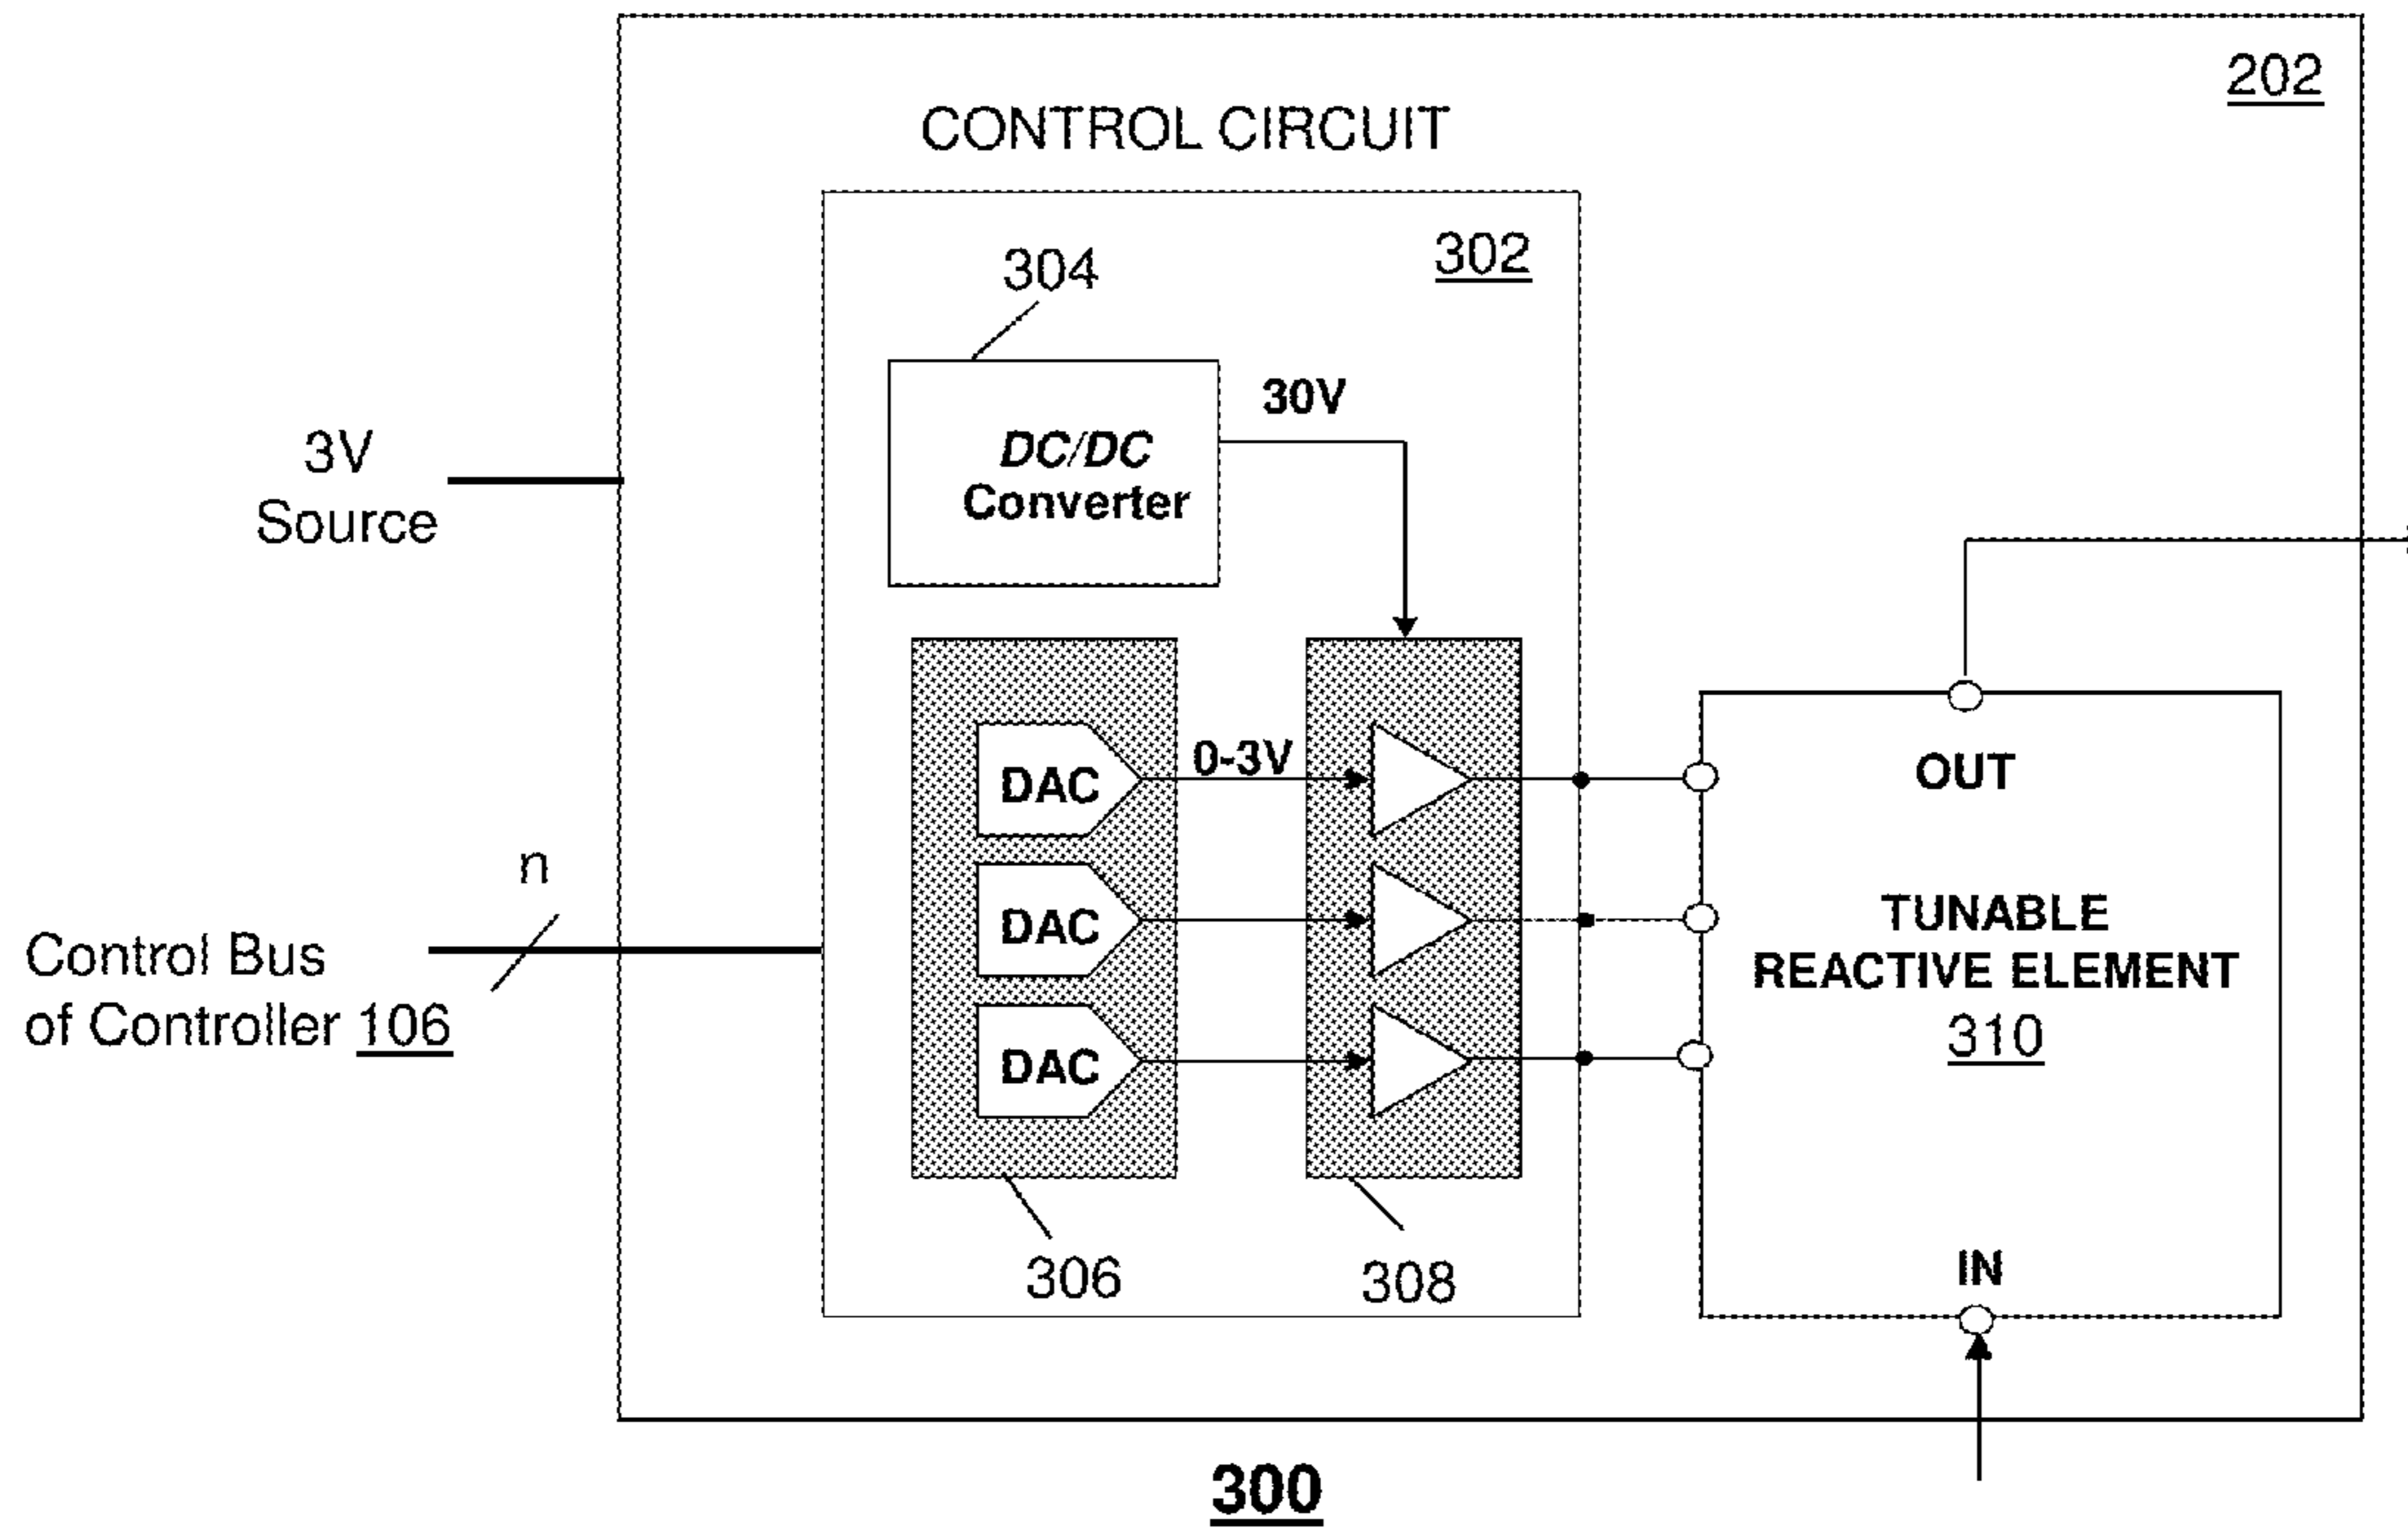 202
CONTROL CIRCUIT
302
304
30V
DC/DC
Converter
3V
Source
0-3V
DAC
DAC
DAC
n
Control Bus
of Controller 106
OUT
TUNABLE
REACTIVE ELEMENT
310
IN
306
308
300